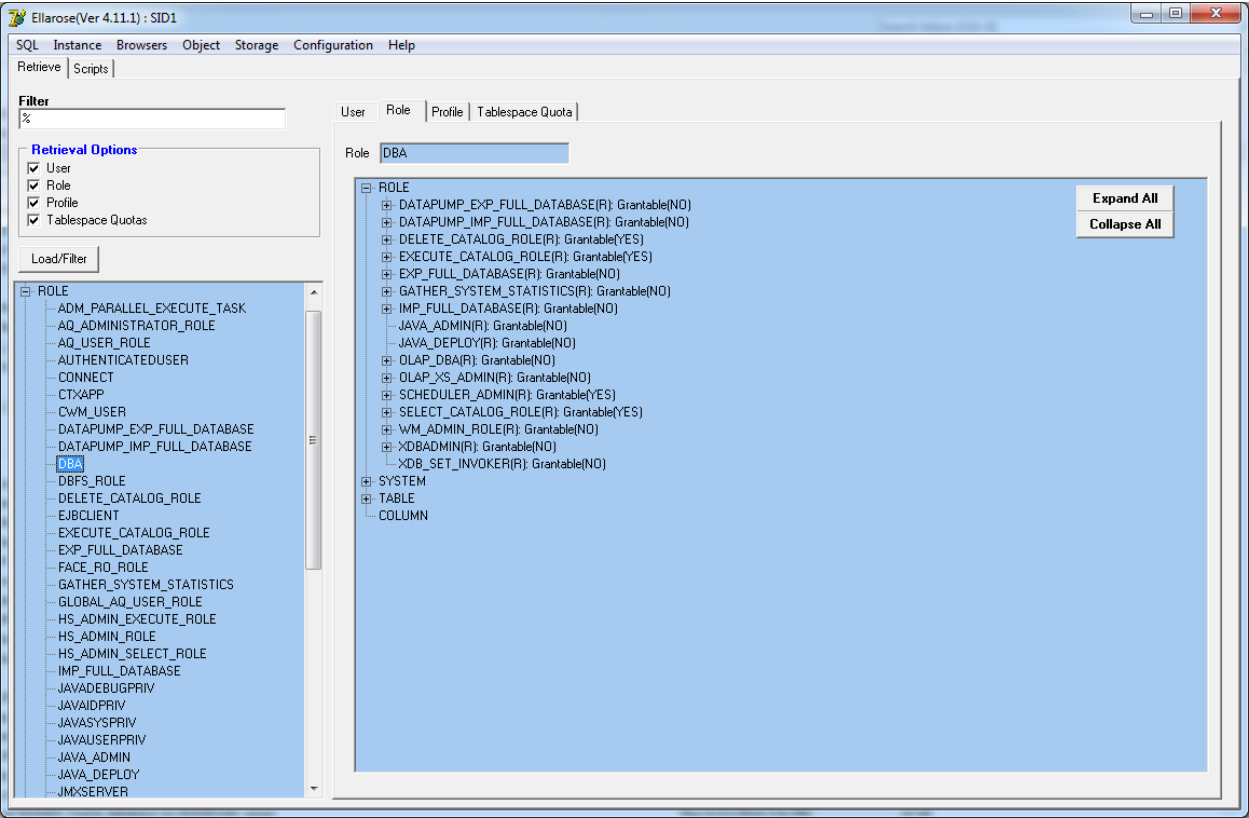 Ellarose(Ver 4.11.1) : SID1
SQL Instance Browsers Object Storage Configuration Help
Retrieve Scripts
Filter
%
Retrieval Options
User
Role
Profile
Tablespace Quotas
Load/Filter
ROLE
ADM_PARALLEL_EXECUTE_TASK
AQ_ADMINISTRATOR_ROLE
AQ_USER_ROLE
AUTHENTICATEDUSER
CONNECT
CTXAPP
CWM_USER
DATAPUMP_EXP_FULL_DATABASE
DATAPUMP_IMP_FULL_DATABASE
DBA
DBFS_ROLE
DELETE_CATALOG_ROLE
EJBCLIENT
EXECUTE_CATALOG_ROLE
EXP_FULL_DATABASE
FACE_RO_ROLE
GATHER_SYSTEM_STATISTICS
GLOBAL_AQ_USER_ROLE
HS_ADMIN_EXECUTE_ROLE
HS_ADMIN_ROLE
HS_ADMIN_SELECT_ROLE
IMP_FULL_DATABASE
JAVADEBUGPRIV
JAVAIDPRIV
JAVASYSPRIV
JAVAUSERPRIV
JAVA_ADMIN
JAVA_DEPLOY
JMXSERVER
User Role Profile Tablespace Quota
Role DBA
ROLE
DATAPUMP_EXP_FULL_DATABASE(R): Grantable(NO)
DATAPUMP_IMP_FULL_DATABASE(R): Grantable(NO)
DELETE_CATALOG_ROLE(R): Grantable(YES)
EXECUTE_CATALOG_ROLE(R): Grantable(YES)
EXP_FULL_DATABASE(R): Grantable(NO)
GATHER_SYSTEM_STATISTICS(R): Grantable(NO)
IMP_FULL_DATABASE(R): Grantable(NO)
JAVA_ADMIN(R): Grantable(NO)
JAVA_DEPLOY(R): Grantable(NO)
OLAP_DBA(R): Grantable(NO)
OLAP_XS_ADMIN(R): Grantable(NO)
SCHEDULER_ADMIN(R): Grantable(YES)
SELECT_CATALOG_ROLE(R): Grantable(YES)
WM_ADMIN_ROLE(R): Grantable(NO)
XDBADMIN(R): Grantable(NO)
XDB_SET_INVOKER(R): Grantable(NO)
SYSTEM
TABLE
COLUMN
Expand All
Collapse All